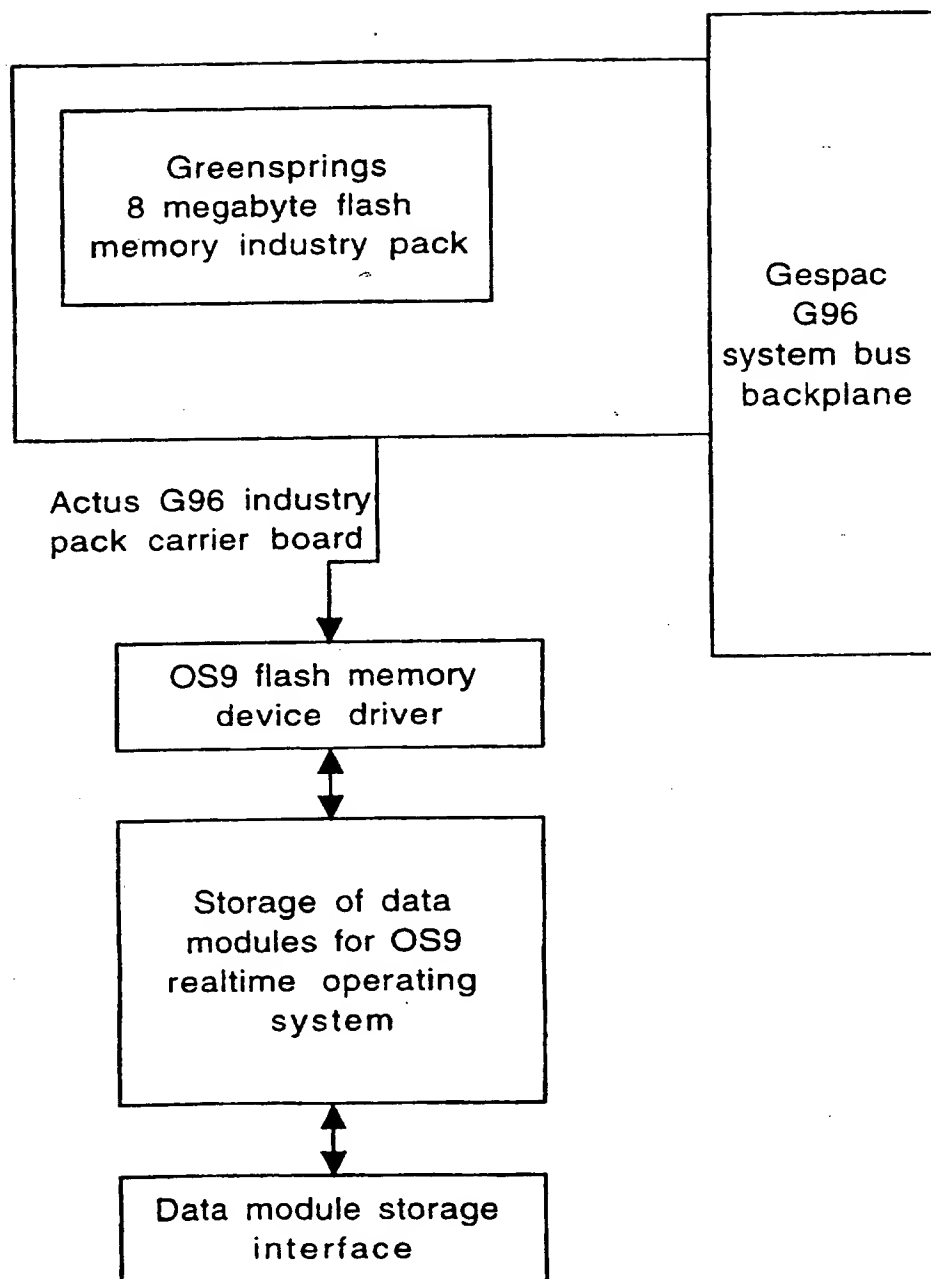 Greensprings
8 megabyte flash
memory industry pack
Gespac
G96
system bus
backplane
Actus G96 industry
pack carrier board
OS9 flash memory
device driver
Storage of data
modules for OS9
realtime operating
system
Data module storage
interface